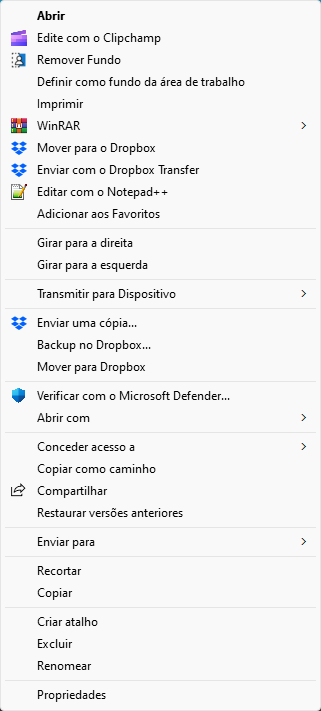 Abrir
Edite com o Clipchamp
Remover Fundo
Definir como fundo da área de trabalho
Imprimir
WinRAR
Mover para o Dropbox
Enviar com o Dropbox Transfer
Editar com o Notepad++
Adicionar aos Favoritos
Girar para a direita
Girar para a esquerda
Transmitir para Dispositivo
Enviar uma cópia...
Backup no Dropbox...
Mover para Dropbox
Verificar com o Microsoft Defender...
Abrir com
Conceder acesso a
Copiar como caminho
Compartilhar
Restaurar versões anteriores
Enviar para
Recortar
Copiar
Criar atalho
Excluir
Renomear
Propriedades